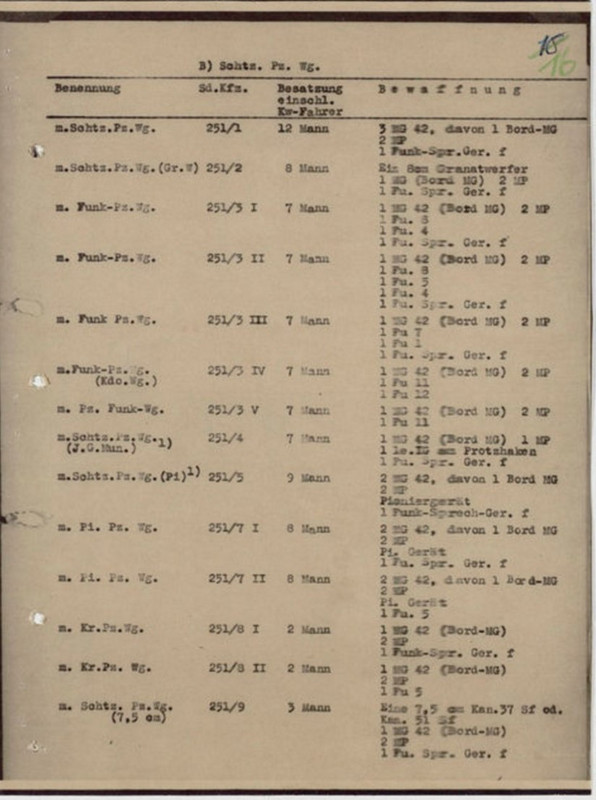 15
16
B) Schtz. Pz. Wg.
Benennung Sd.Kfz. Besatzung einschl. Kw-Fahrer Bewaffnung
m.Schtz.Pz.Wg. 251/1 12 Mann 3 MG 42, davon 1 Bord-MG
2 MP
1 Funk-Spr.Ger. f
m.Schtz.Pz.Wg.(Gr.W) 251/2 8 Mann Ein 8cm Granatwerfer
1 MG (Bord MG) 2 MP
1 Fu. Spr. Ger. f
m. Funk-Pz.Wg. 251/3 I 7 Mann 1 MG 42 (Bord MG) 2 MP
1 Fu. 8
1 Fu. 4
1 Fu. Spr. Ger. f
m. Funk-Pz.Wg. 251/3 II 7 Mann 1 MG 42 (Bord MG) 2 MP
1 Fu. 8
1 Fu. 5
1 Fu. 4
1 Fu. Spr. Ger. f
m. Funk Pz.Wg. 251/3 III 7 Mann 1 MG 42 (Bord MG) 2 MP
1 Fu 7
1 Fu 1
1 Fu. Spr. Ger. f
m.Funk-Pz.Wg. 251/3 IV 7 Mann 1 MG 42 (Bord MG) 2 MP
(Kdo.Wg.) 1 Fu 11
1 Fu 12
m. Pz. Funk-Wg. 251/3 V 7 Mann 1 MG 42 (Bord MG) 2 MP
1 Fu 11
m.Schtz.Pz.Wg.1) 251/4 7 Mann 1 MG 42 (Bord MG) 1 MP
(J.G.Mun.) 1 le.IG am Protzhaken
1 Fu. Spr. Ger. f
m.Schtz.Pz.Wg.(Pi)1) 251/5 9 Mann 2 MG 42, davon 1 Bord MG
2 MP
Pioniergerät
1 Funk-Sprech-Ger. f
m. Pi. Pz. Wg. 251/7 I 8 Mann 2 MG 42, davon 1 Bord MG
2 MP
Pi. Gerät
1 Fu. Spr. Ger. f
m. Pi. Pz. Wg. 251/7 II 8 Mann 2 MG 42, davon 1 Bord-MG
2 MP
Pi. Gerät
1 Fu. 5
m. Kr.Pz.Wg. 251/8 I 2 Mann 1 MG 42 (Bord-MG)
2 MP
1 Funk-Spr. Ger. f
m. Kr.Pz. Wg. 251/8 II 2 Mann 1 MG 42 (Bord-MG)
2 MP
1 Fu 5
m. Schtz. Pz.Wg. 251/9 3 Mann Eine 7,5 cm Kan.37 Sf od.
(7,5 cm) Kan. 51 Sf
1 MG 42 (Bord-MG)
2 MP
1 Fu. Spr. Ger. f